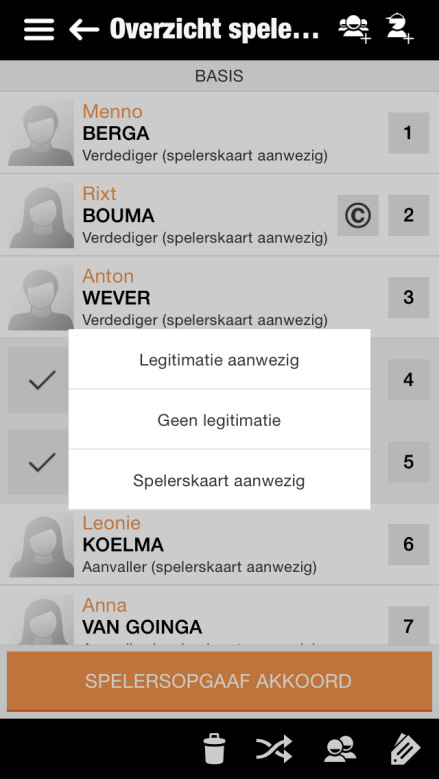 Overzicht spele...
BASIS
Menno
BERGA
Verdediger (spelerskaart aanwezig)
1
Rixt
BOUMA
Verdediger (spelerskaart aanwezig)
©
2
Anton
WEVER
Verdediger (spelerskaart aanwezig)
3
Legitimatie aanwezig
4
Geen legitimatie
5
Spelerskaart aanwezig
Leonie
KOELMA
Aanvaller (spelerskaart aanwezig)
6
Anna
VAN GOINGA
7
SPELERSOPGAAF AKKOORD